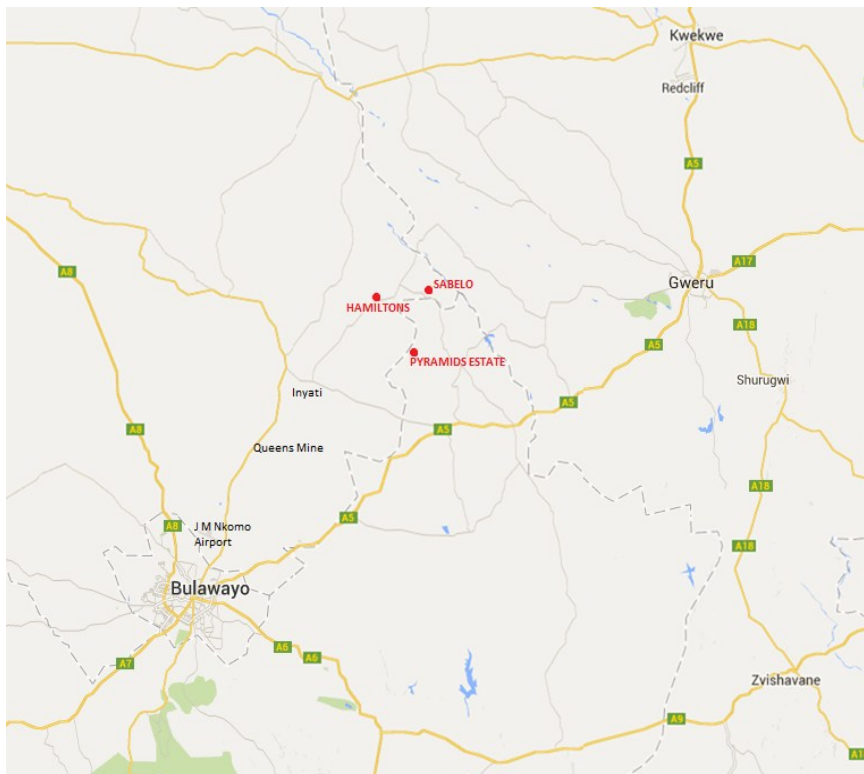 Kwekwe
Redcliff
A5
A17
A8
SABELO
Gweru
HAMILTONS
A18
A5
PYRAMIDS ESTATE
Shurugwi
Inyati
A5
A8
A5
Queens Mine
A18
A5
A8
J M Nkomo
Airport
A18
Bulawayo
A6
A6
A7
Zvishavane
A9